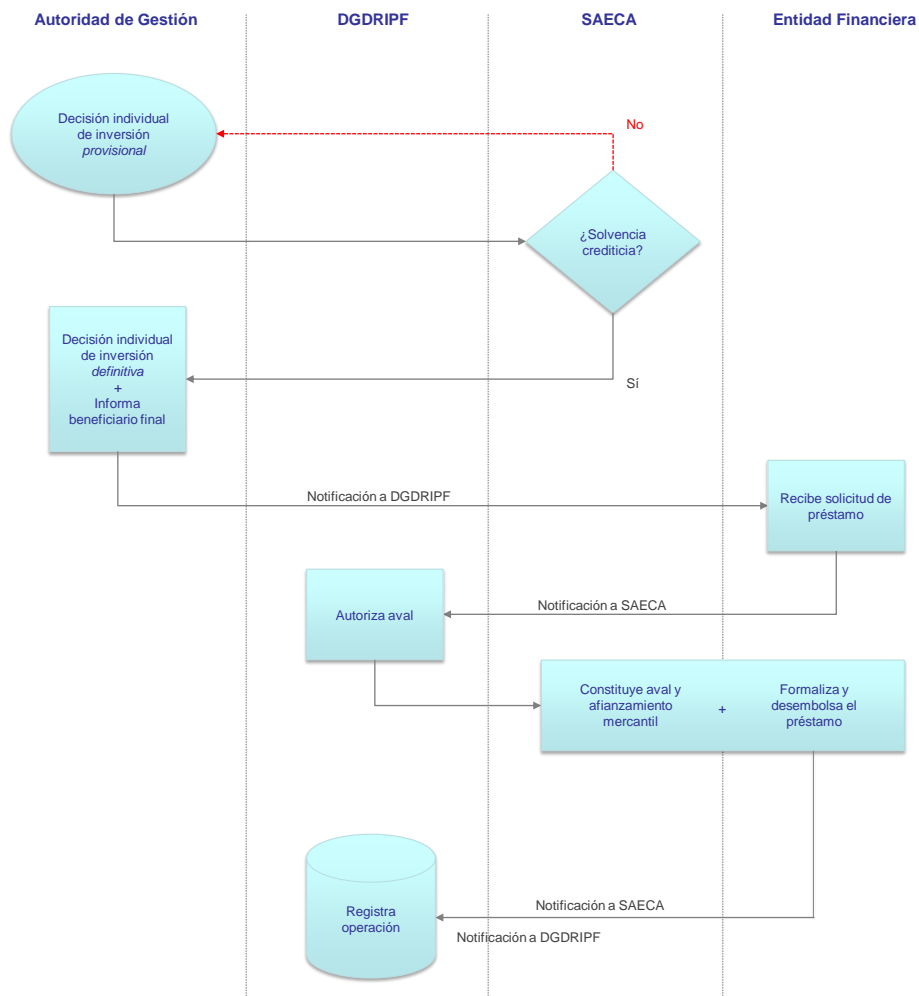 Autoridad de Gestión
DGDRIPF
SAECA
Entidad Financiera
Decisión individual
de inversión
provisional
No
¿Solvencia
crediticia?
Decisión individual
de inversión
definitiva
+
Informa
beneficiario final
Sí
Notificación a DGDRIPF
Recibe solicitud de
préstamo
Notificación a SAECA
Autoriza aval
Constituye aval y
afianzamiento
mercantil
+
Formaliza y
desembolsa el
préstamo
Registra
operación
Notificación a SAECA
Notificación a DGDRIPF